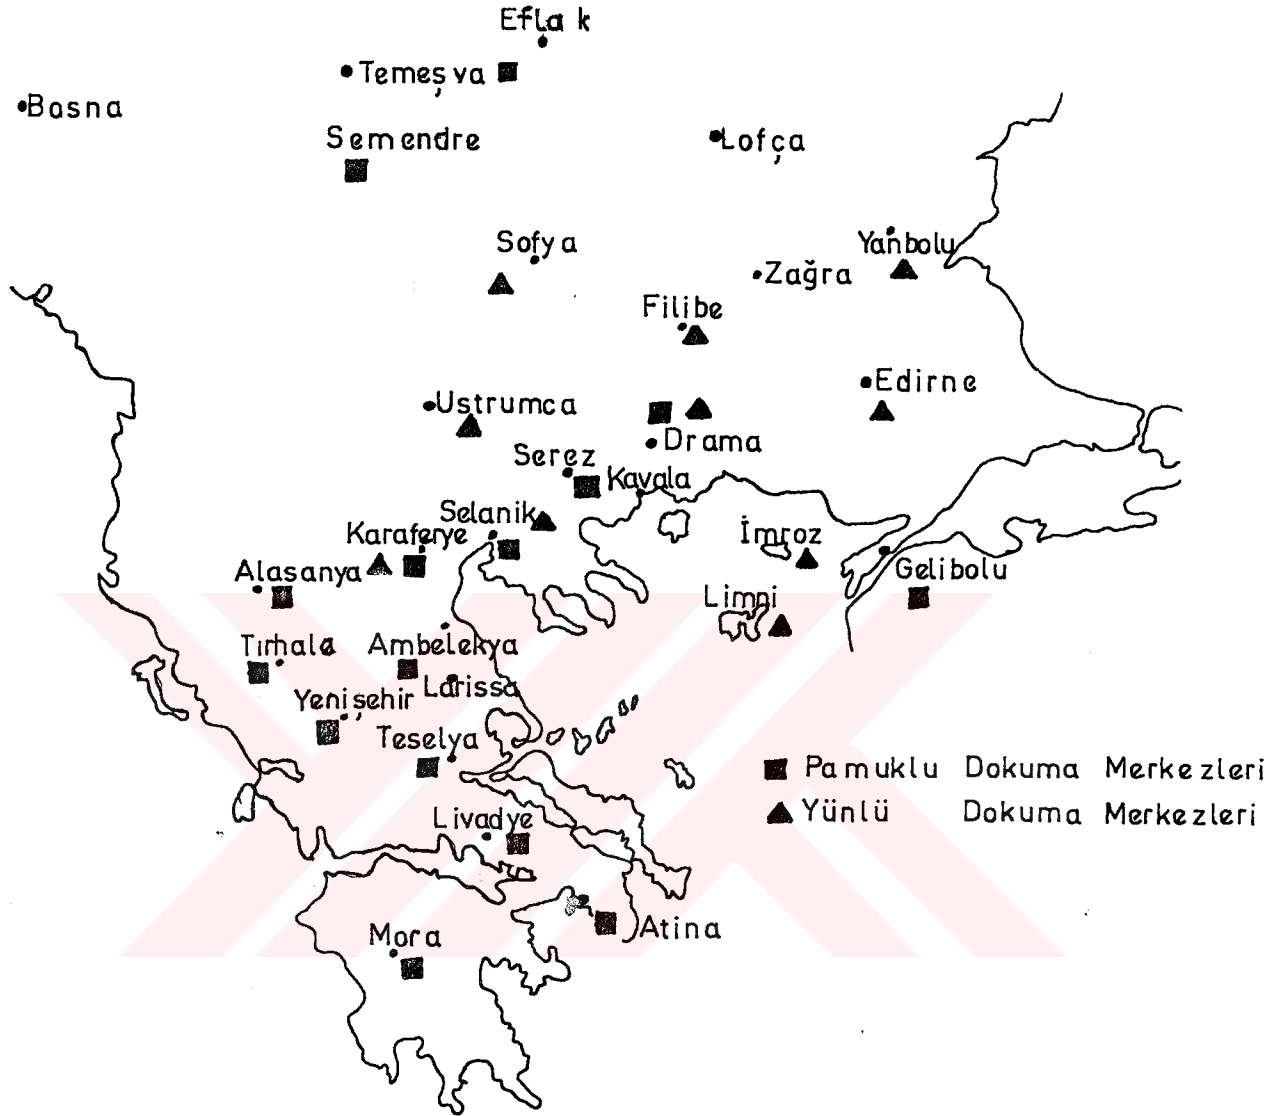 Eflak
Temeşva
Basna
Semendre
Lofça
Sofya
Yanbolu
Zağra
Filibe
Edirne
Ustrumca
Drama
Serez
Kavala
Selanik
Karaferye
İmroz
Alasanya
Gelibolu
Limni
Tırhala
Ambelekya
Larissa
Yenişehir
Teselya
Pamuklu Dokuma Merkezleri
Yünlü Dokuma Merkezleri
Livadye
Atina
Mora